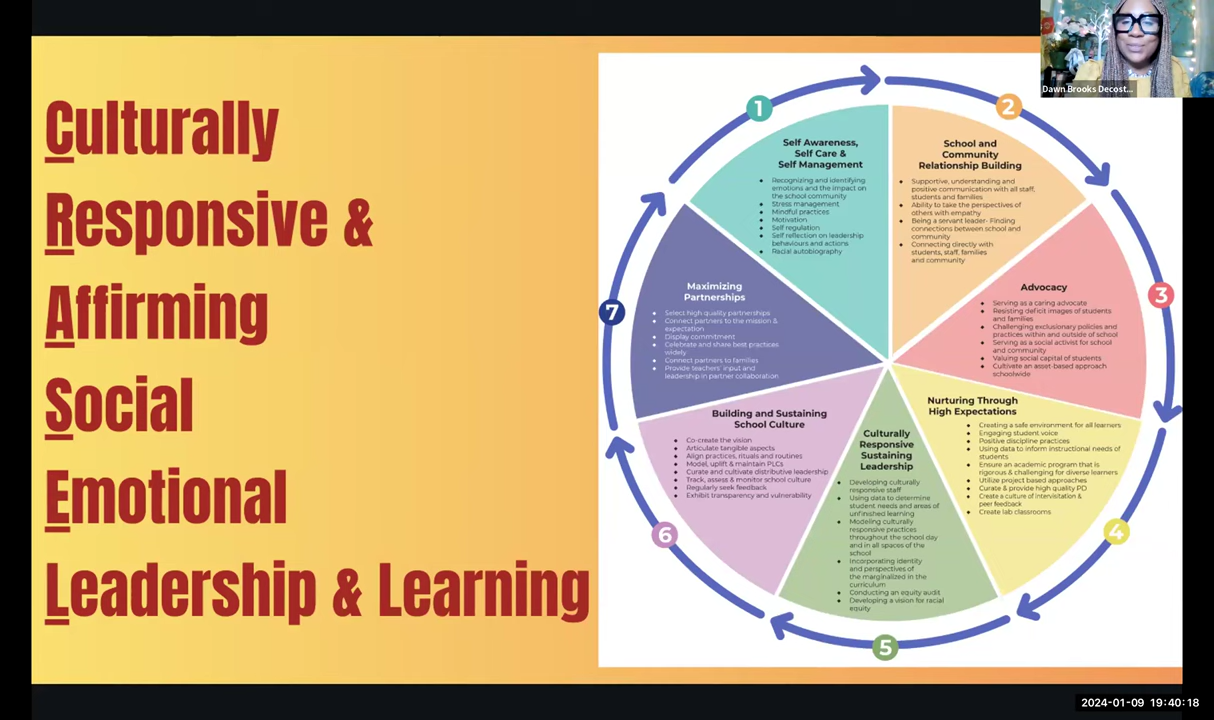 Culturally
Responsive &
Affirming
Social
Emotional
Leadership & Learning
Dawn Brooks Decost...
1
Self Awareness,
Self Care &
Self Management
• Recognizing and identifying
emotions and the impact on
the school community
• Stress management
• Mindful practices
• Motivation
• Self regulation
• Self reflection on leadership
behaviours and actions
• Racial autobiography
2
School and
Community
Relationship Building
• Supportive, understanding and
positive communication with all staff,
students and families
• Ability to take the perspectives of
others with empathy
• Being a servant leader- Finding
connections between school and
community
• Connecting directly with
students, staff, families
and community
3
Advocacy
• Serving as a caring advocate
• Resisting deficit images of students
and families
• Challenging exclusionary policies and
practices within and outside of school
• Serving as a social activist for school
and community
• Valuing social capital of students
• Cultivate an asset-based approach
schoolwide
4
Nurturing Through
High Expectations
• Creating a safe environment for all learners
• Engaging student voice
• Positive discipline practices
• Using data to inform instructional needs of
students
• Ensure an academic program that is
rigorous & challenging for diverse learners
• Utilize project based approaches
• Curate & provide high quality PD
• Create a culture of intervisitation &
peer feedback
• Create lab classrooms
5
Culturally
Responsive
Sustaining
Leadership
• Developing culturally
responsive staff
• Using data to determine
student needs and areas of
unfinished learning
• Modeling culturally
responsive practices
throughout the school day
and in all spaces of the
school
• Incorporating identity
and perspectives of
the marginalized in the
curriculum
• Conducting an equity audit
• Developing a vision for racial
equity
6
Building and Sustaining
School Culture
• Co-create the vision
• Articulate tangible aspects
• Align practices, rituals and routines
• Model, uplift & maintain PLCs
• Curate and cultivate distributive leadership
• Track, assess & monitor school culture
• Regularly seek feedback
• Exhibit transparency and vulnerability
7
Maximizing
Partnerships
• Select high quality partnerships
• Connect partners to the mission &
expectation
• Display commitment
• Celebrate and share best practices
widely
• Connect partners to families
• Provide teachers' input and
leadership in partner collaboration
2024-01-09 19:40:18